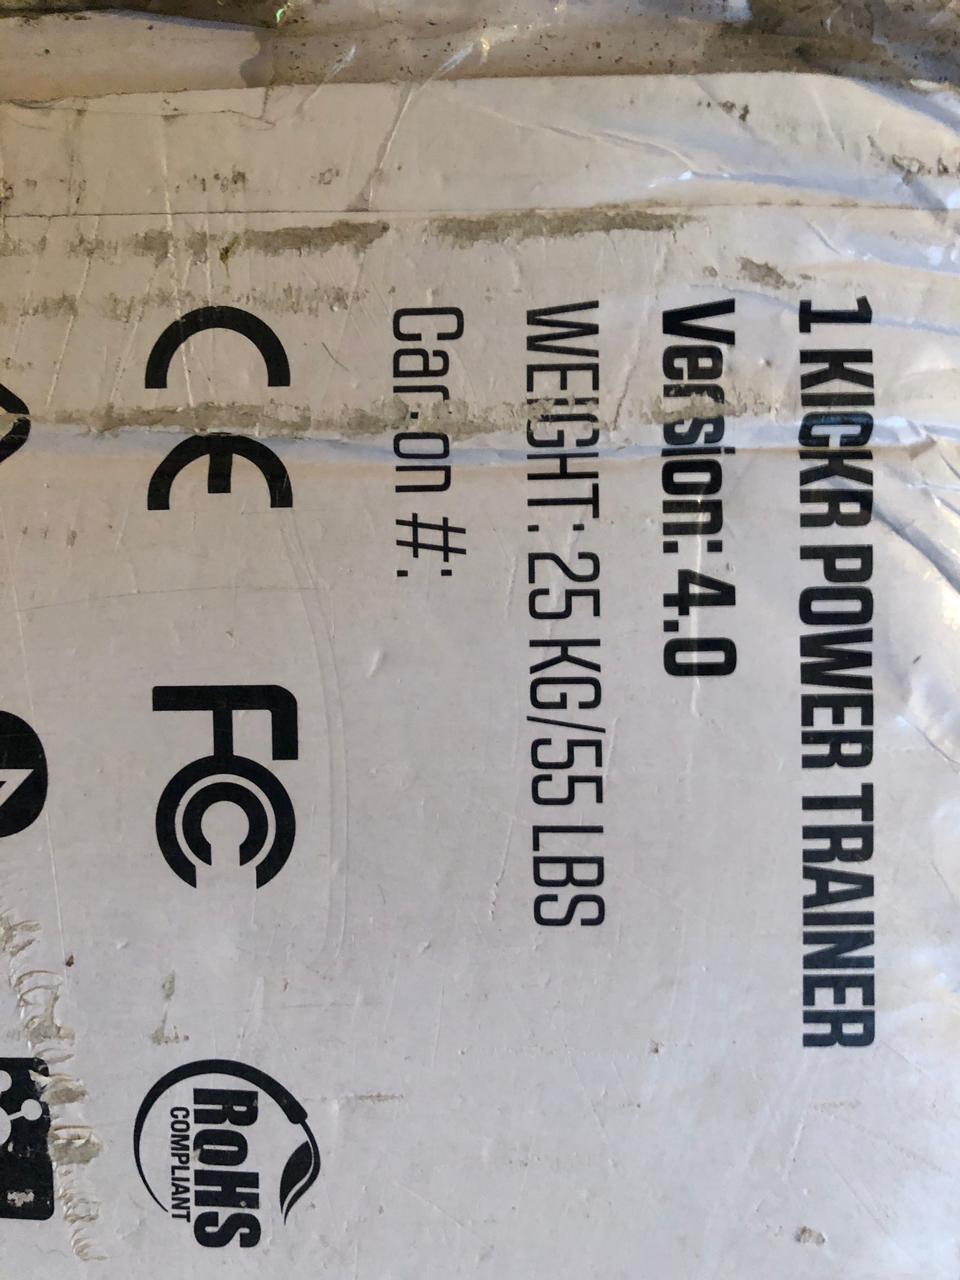 1 KICKR POWER TRAINER
Version: 4.0
WEIGHT: 25 KG/55 LBS
Carton #:
CE FC RoHS
COMPLIANT